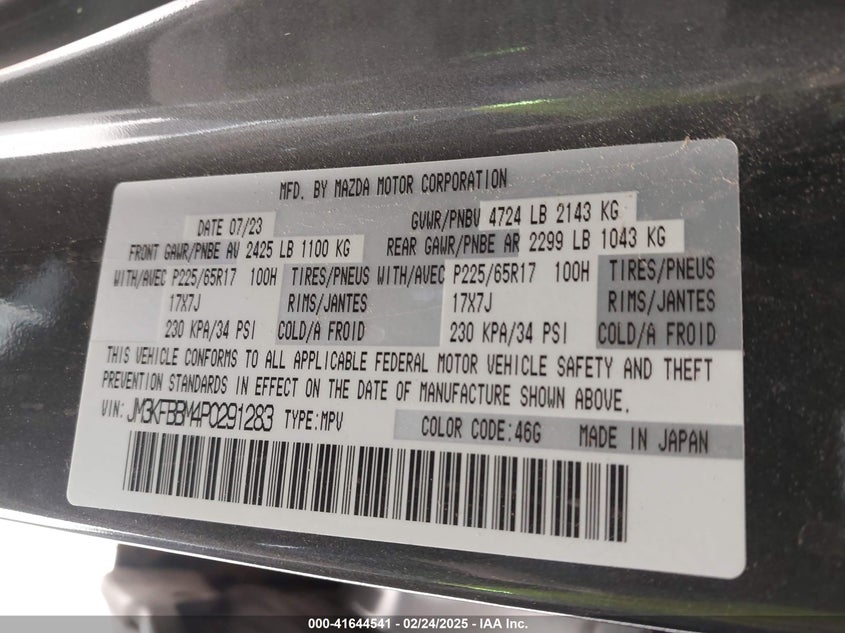 MFD. BY MAZDA MOTOR CORPORATION
DATE 07/23 GVWR/PNBV 4724 LB 2143 KG
FRONT GAWR/PNBE AV 2425 LB 1100 KG REAR GAWR/PNBE AR 2299 LB 1043 KG
WITH/AVEC P225/65R17 100H TIRES/PNEUS WITH/AVEC P225/65R17 100H TIRES/PNEUS
17X7J RIMS/JANTES 17X7J RIMS/JANTES
230 KPA/34 PSI COLD/A FROID 230 KPA/34 PSI COLD/A FROID
THIS VEHICLE CONFORMS TO ALL APPLICABLE FEDERAL MOTOR VEHICLE SAFETY AND THEFT
PREVENTION STANDARDS IN EFFECT ON THE DATE OF MANUFACTURE SHOWN ABOVE.
VIN: JM3KFBBM4P0291283 TYPE:MPV COLOR CODE:46G MADE IN JAPAN
000-41644541 - 02/24/2025 - IAA Inc.